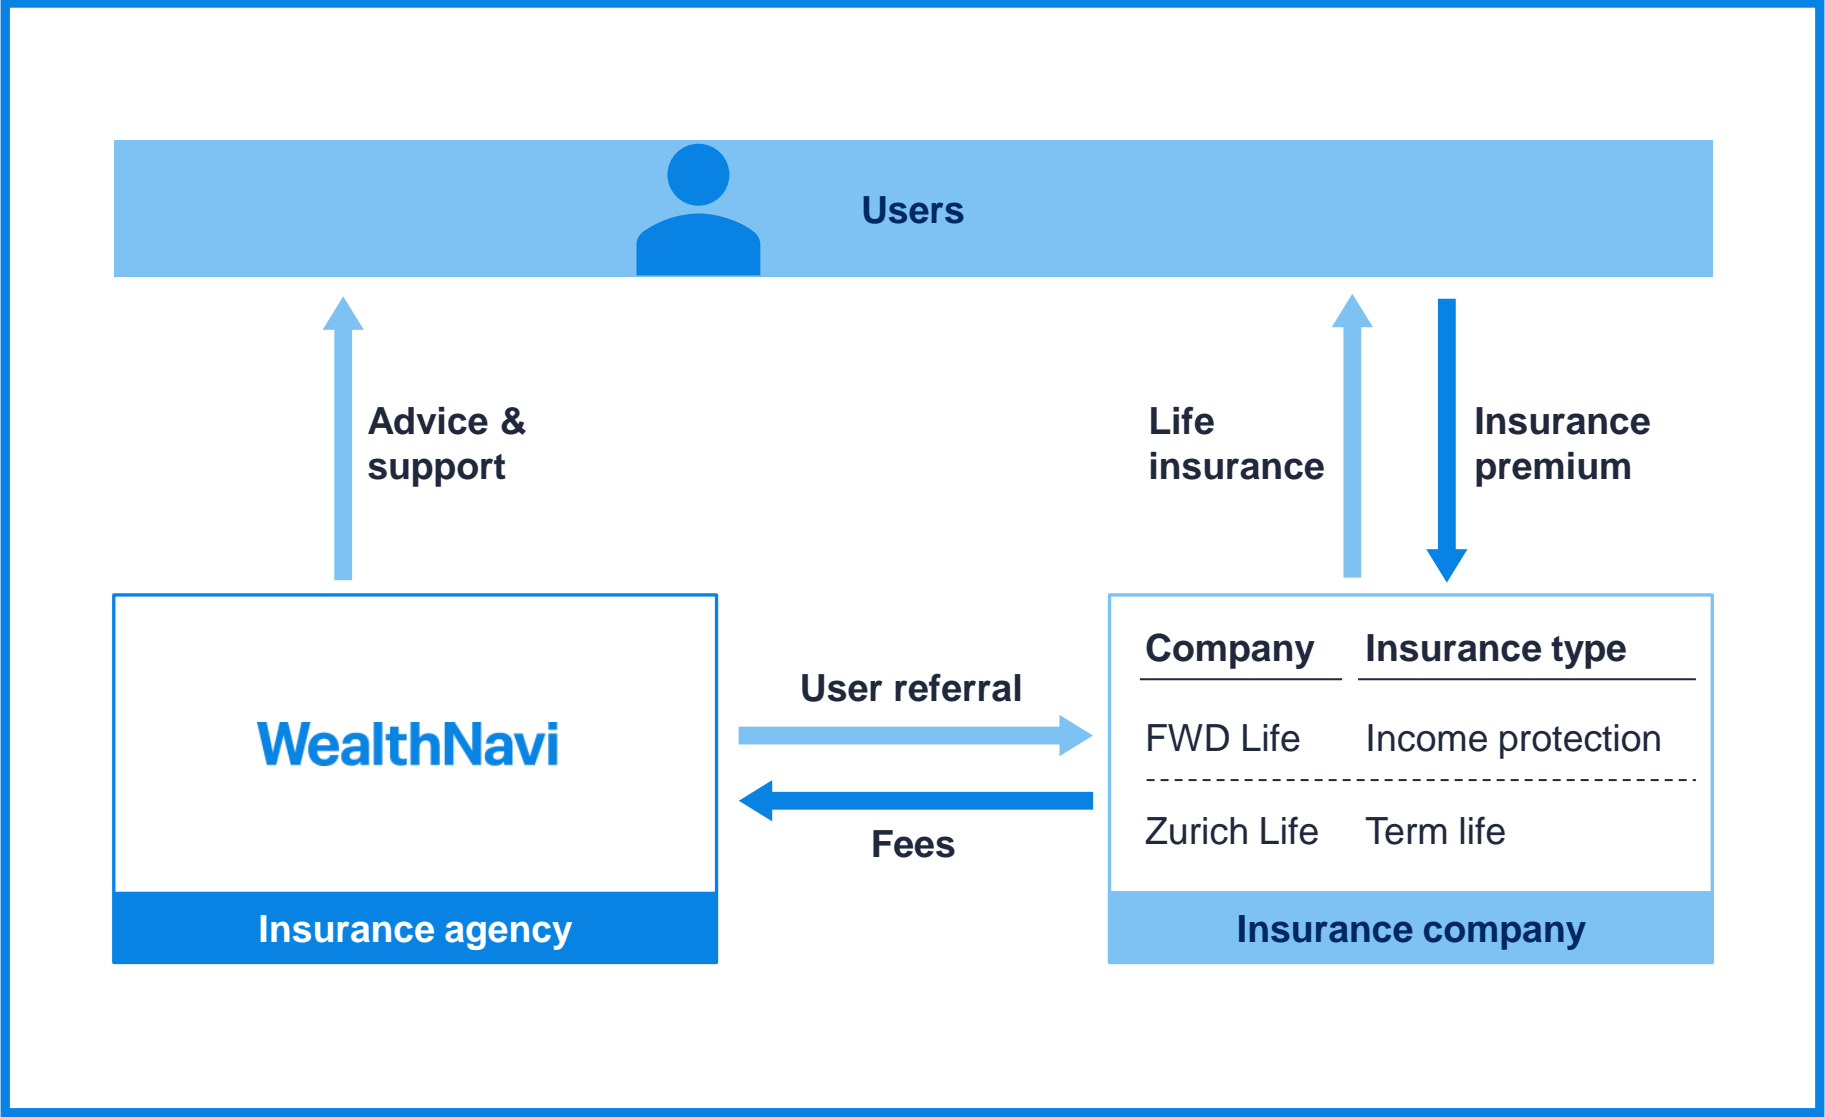 Users
Advice &
support
Life
insurance
Insurance
premium
WealthNavi
Insurance agency
User referral
Fees
Company Insurance type
FWD Life Income protection
Zurich Life Term life
Insurance company